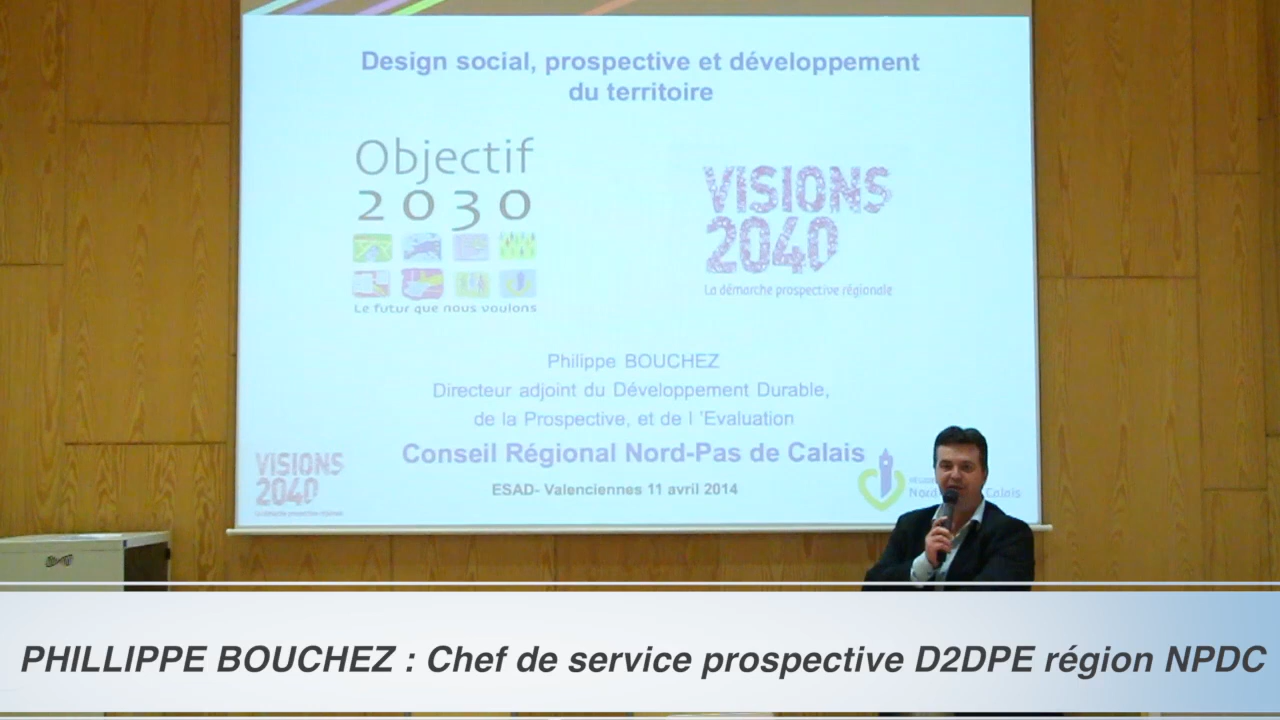 Design social, prospective et développement
du territoire
Objectif
2030
Le futur que nous voulons
VISIONS
2040
La démarche prospective régionale
Philippe BOUCHEZ
Directeur adjoint du Développement Durable,
de la Prospective, et de l 'Evaluation
Conseil Régional Nord-Pas de Calais
ESAD- Valenciennes 11 avril 2014
VISIONS
2040
Nord Calais
PHILLIPPE BOUCHEZ : Chef de service prospective D2DPE région NPDC